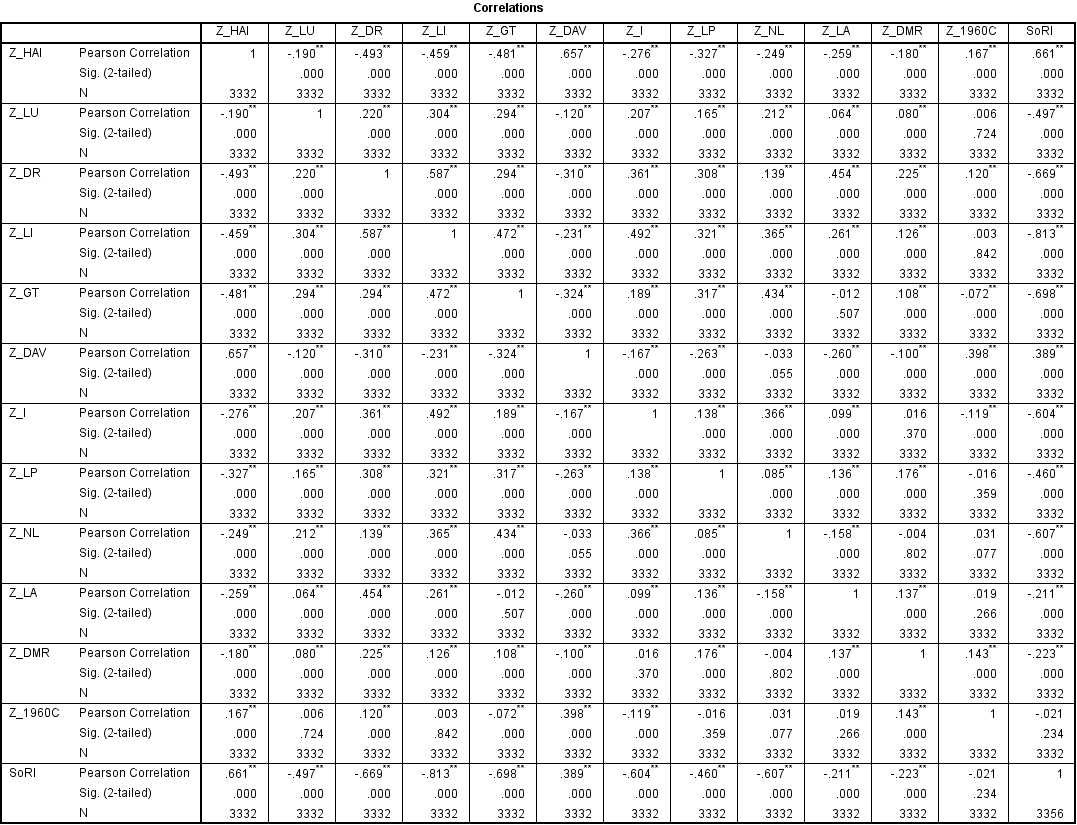 Correlations
Z_HAI Z_LU Z_DR Z_LI Z_GT Z_DAV Z_I Z_LP Z_NL Z_LA Z_DMR Z_1960C SoRI
Z_HAI Pearson Correlation 1 -.190** -.493** -.459** -.481** .657** -.276** -.327** -.249** -.259** -.180** .167** .661**
Sig. (2-tailed) .000 .000 .000 .000 .000 .000 .000 .000 .000 .000 .000 .000
N 3332 3332 3332 3332 3332 3332 3332 3332 3332 3332 3332 3332 3332
Z_LU Pearson Correlation -.190** 1 .220** .304** .294** -.120** .207** .165** .212** .064** .080** .006 -.497**
Sig. (2-tailed) .000 .000 .000 .000 .000 .000 .000 .000 .000 .000 .724 .000
N 3332 3332 3332 3332 3332 3332 3332 3332 3332 3332 3332 3332 3332
Z_DR Pearson Correlation -.493** .220** 1 .587** .294** -.310** .361** .308** .139** .454** .225** .120** -.669**
Sig. (2-tailed) .000 .000 .000 .000 .000 .000 .000 .000 .000 .000 .000 .000
N 3332 3332 3332 3332 3332 3332 3332 3332 3332 3332 3332 3332 3332
Z_LI Pearson Correlation -.459** .304** .587** 1 .472** -.231** .492** .321** .365** .261** .126** .003 -.813**
Sig. (2-tailed) .000 .000 .000 .000 .000 .000 .000 .000 .000 .000 .842 .000
N 3332 3332 3332 3332 3332 3332 3332 3332 3332 3332 3332 3332 3332
Z_GT Pearson Correlation -.481** .294** .294** .472** 1 -.324** .189** .317** .434** -.012 .108** -.072** -.698**
Sig. (2-tailed) .000 .000 .000 .000 .000 .000 .000 .000 .507 .000 .000 .000
N 3332 3332 3332 3332 3332 3332 3332 3332 3332 3332 3332 3332 3332
Z_DAV Pearson Correlation .657** -.120** -.310** -.231** -.324** 1 -.167** -.263** -.033 -.260** -.100** .398** .389**
Sig. (2-tailed) .000 .000 .000 .000 .000 .000 .000 .055 .000 .000 .000 .000
N 3332 3332 3332 3332 3332 3332 3332 3332 3332 3332 3332 3332 3332
Z_I Pearson Correlation -.276** .207** .361** .492** .189** -.167** 1 .138** .366** .099** .016 -.119** -.604**
Sig. (2-tailed) .000 .000 .000 .000 .000 .000 .000 .000 .000 .370 .000 .000
N 3332 3332 3332 3332 3332 3332 3332 3332 3332 3332 3332 3332 3332
Z_LP Pearson Correlation -.327** .165** .308** .321** .317** -.263** .138** 1 .085** .136** .176** -.016 -.460**
Sig. (2-tailed) .000 .000 .000 .000 .000 .000 .000 .000 .000 .000 .359 .000
N 3332 3332 3332 3332 3332 3332 3332 3332 3332 3332 3332 3332 3332
Z_NL Pearson Correlation -.249** .212** .139** .365** .434** -.033 .366** .085** 1 -.158** -.004 .031 -.607**
Sig. (2-tailed) .000 .000 .000 .000 .000 .055 .000 .000 .000 .802 .077 .000
N 3332 3332 3332 3332 3332 3332 3332 3332 3332 3332 3332 3332 3332
Z_LA Pearson Correlation -.259** .064** .454** .261** -.012 -.260** .099** .136** -.158** 1 .137** .019 -.211**
Sig. (2-tailed) .000 .000 .000 .000 .507 .000 .000 .000 .000 .000 .266 .000
N 3332 3332 3332 3332 3332 3332 3332 3332 3332 3332 3332 3332 3332
Z_DMR Pearson Correlation -.180** .080** .225** .126** .108** -.100** .016 .176** -.004 .137** 1 .143** -.223**
Sig. (2-tailed) .000 .000 .000 .000 .000 .000 .370 .000 .802 .000 .000 .000
N 3332 3332 3332 3332 3332 3332 3332 3332 3332 3332 3332 3332 3332
Z_1960C Pearson Correlation .167** .006 .120** .003 -.072** .398** -.119** -.016 .031 .019 .143** 1 -.021
Sig. (2-tailed) .000 .724 .000 .842 .000 .000 .000 .359 .077 .266 .000 .234
N 3332 3332 3332 3332 3332 3332 3332 3332 3332 3332 3332 3332 3332
SoRI Pearson Correlation .661** -.497** -.669** -.813** -.698** .389** -.604** -.460** -.607** -.211** -.223** -.021 1
Sig. (2-tailed) .000 .000 .000 .000 .000 .000 .000 .000 .000 .000 .000 .234
N 3332 3332 3332 3332 3332 3332 3332 3332 3332 3332 3332 3332 3356